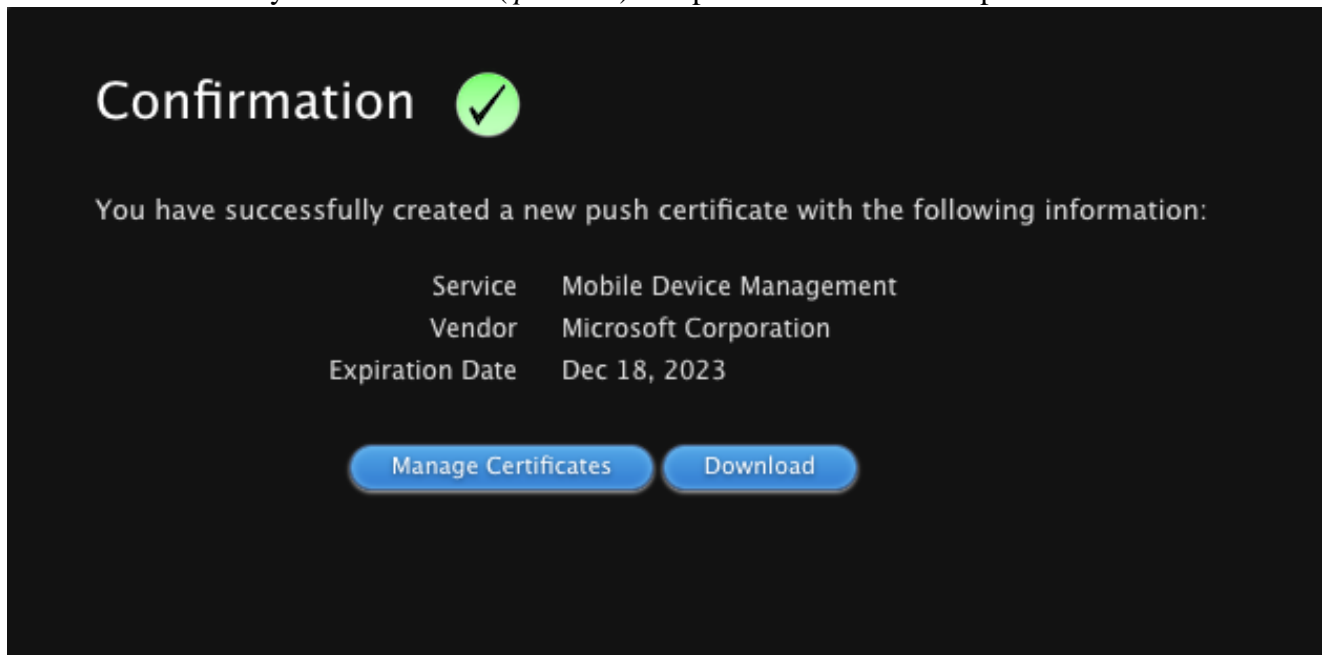 Confirmation
You have successfully created a new push certificate with the following information:
Service Mobile Device Management
Vendor Microsoft Corporation
Expiration Date Dec 18, 2023
Manage Certificates Download